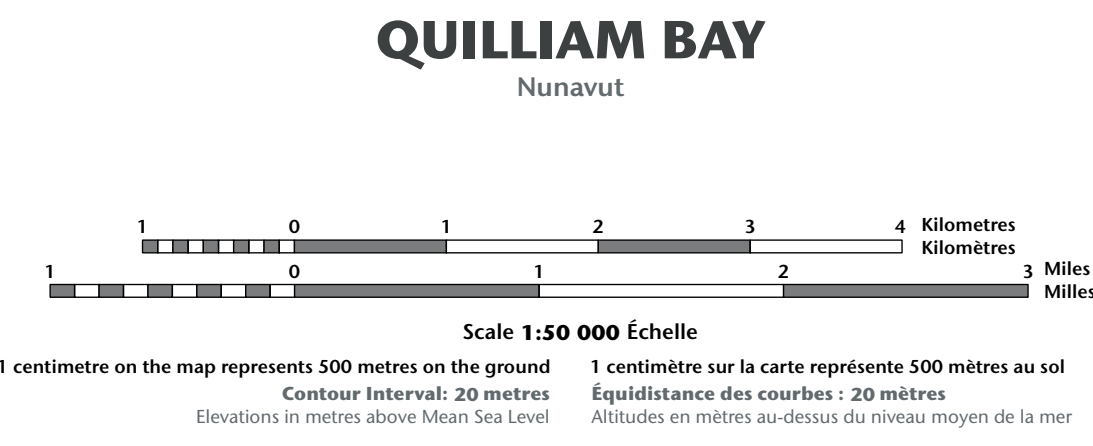 QUILLIAM BAY
Nunavut
1 0 1 2 3 4 Kilometres
Kilomètres
1 0 1 2 3 Miles
Milles
Scale 1:50 000 Échelle
1 centimetre on the map represents 500 metres on the ground
1 centimètre sur la carte représente 500 mètres au sol
Contour Interval: 20 metres
Équidistance des courbes : 20 mètres
Elevations in metres above Mean Sea Level
Altitudes en mètres au-dessus du niveau moyen de la mer